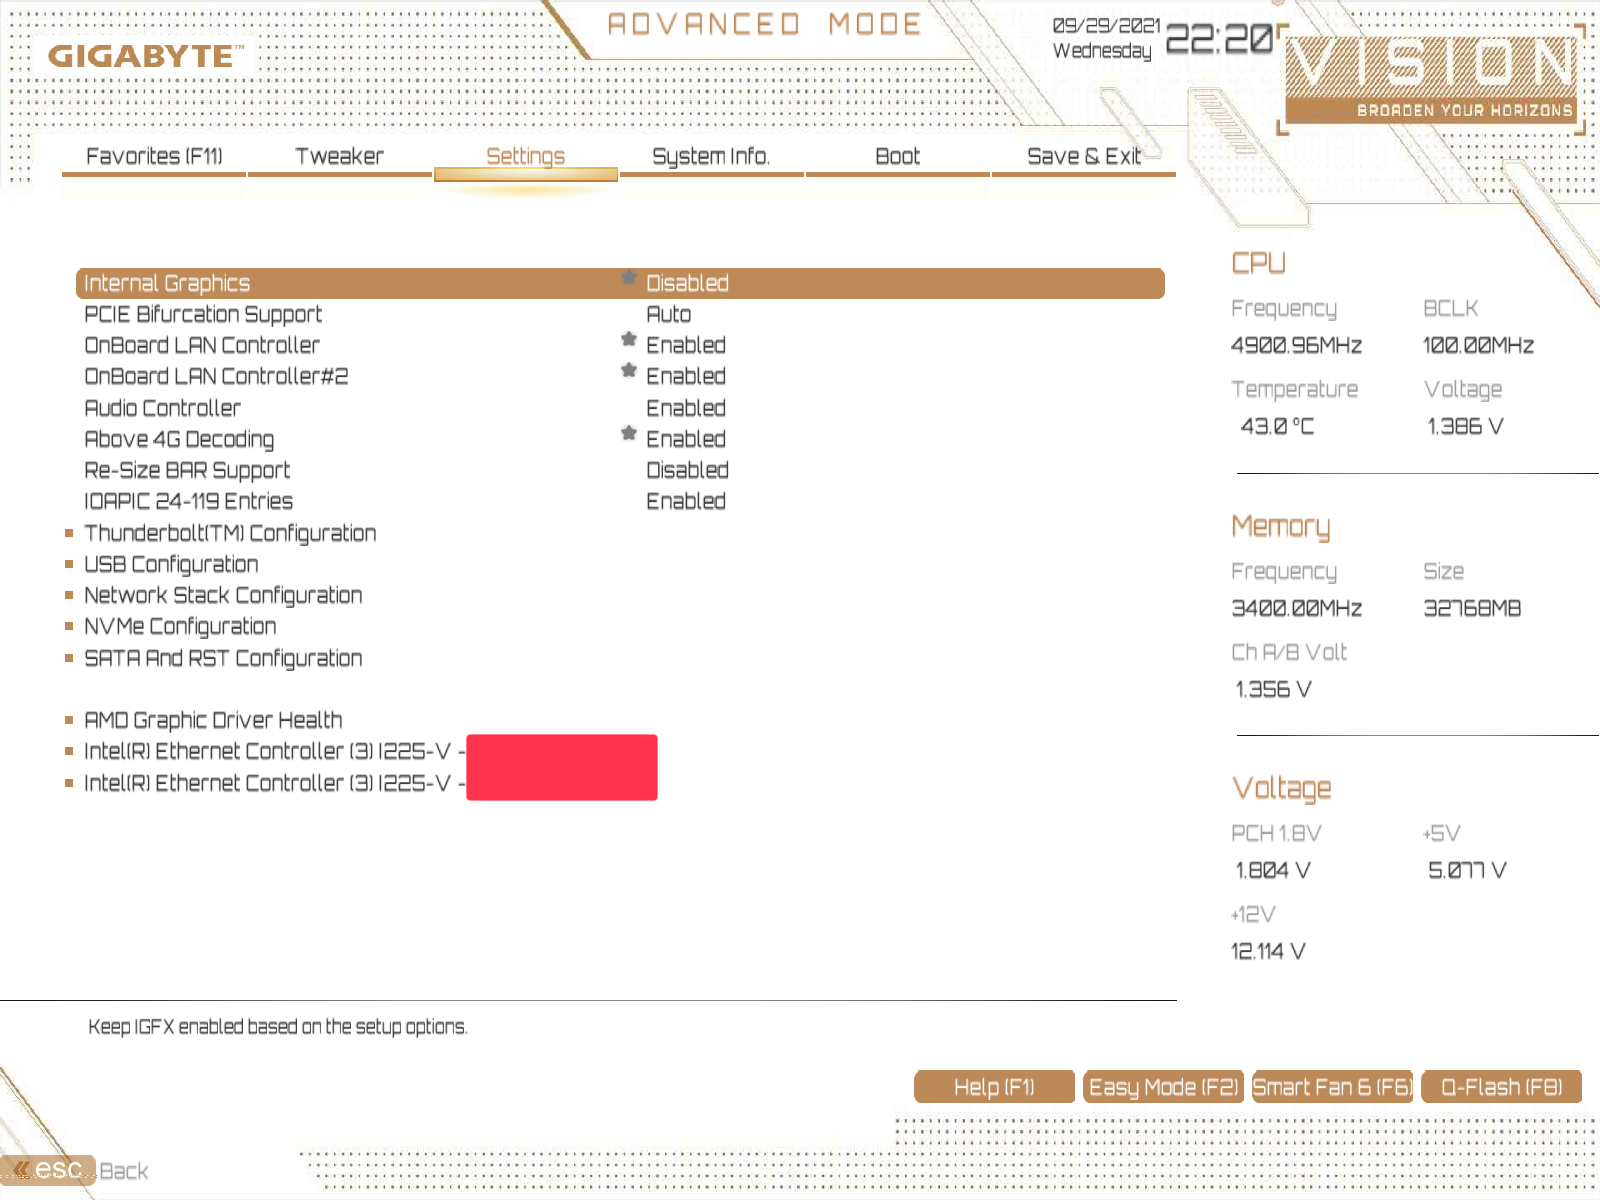 GIGABYTE™
ADVANCED MODE
09/29/2021
Wednesday
22:20
VISION
BROADEN YOUR HORIZONS
Favorites (F11) Tweaker Settings System Info. Boot Save & Exit
Internal Graphics Disabled
PCIE Bifurcation Support Auto
OnBoard LAN Controller Enabled
OnBoard LAN Controller#2 Enabled
Audio Controller Enabled
Above 4G Decoding Enabled
Re-Size BAR Support Disabled
IOAPIC 24-119 Entries Enabled
Thunderbolt(TM) Configuration
USB Configuration
Network Stack Configuration
NVMe Configuration
SATA And RST Configuration
AMD Graphic Driver Health
Intel(R) Ethernet Controller (3) I225-V -
Intel(R) Ethernet Controller (3) I225-V -
CPU
Frequency BCLK
4900.96MHz 100.00MHz
Temperature Voltage
43.0 °C 1.386 V
Memory
Frequency Size
3400.00MHz 32768MB
Ch A/B Volt
1.356 V
Voltage
PCH 1.8V +5V
1.804 V 5.077 V
+12V
12.114 V
Keep IGFX enabled based on the setup options.
Help (F1) Easy Mode (F2) Smart Fan 6 (F6) Q-Flash (F8)
esc Back